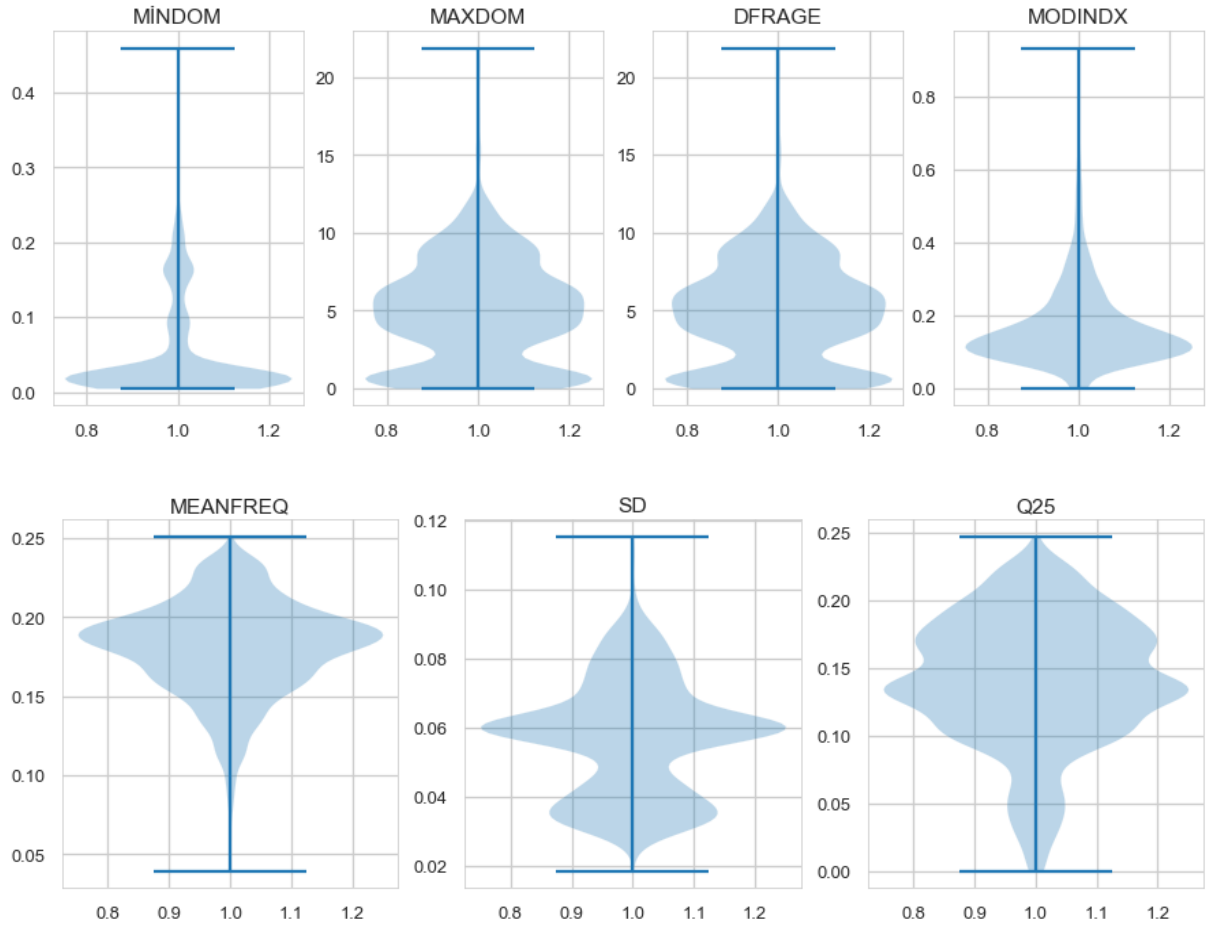 MİNDOM MAXDOM DFRAGE MODINDX
0.4 20 20 0.8
0.3 15 15 0.6
0.2 10 10 0.4
0.1 5 5 0.2
0.0 0 0 0.0
0.8 1.0 1.2 0.8 1.0 1.2 0.8 1.0 1.2 0.8 1.0 1.2
MEANFREQ SD Q25
0.25 0.12 0.25
0.20 0.10 0.20
0.15 0.08 0.15
0.10 0.06 0.10
0.05 0.04 0.05
0.02 0.00
0.8 0.9 1.0 1.1 1.2 0.8 0.9 1.0 1.1 1.2 0.8 0.9 1.0 1.1 1.2